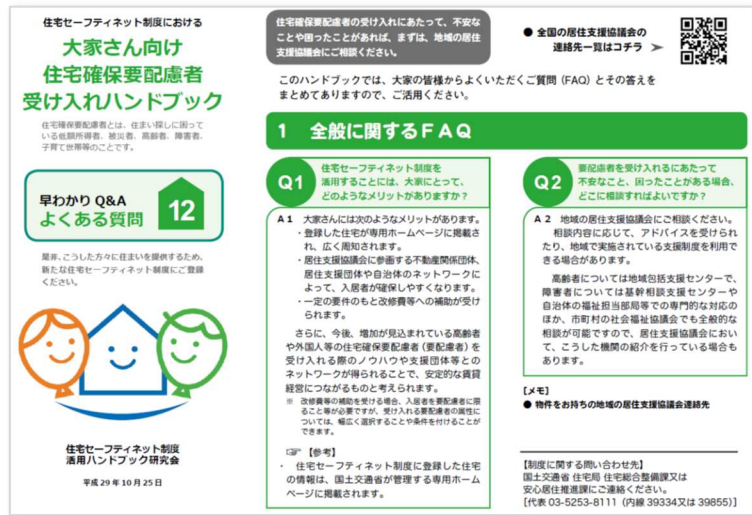 住宅セーフティネット制度における
大家さん向け
住宅確保要配慮者
受け入れハンドブック
住宅確保要配慮者とは、住まい探しに困って
いる低額所得者、被災者、高齢者、障害者、
子育て世帯等のことです。
早わかり Q&A
よくある質問
12
是非、こうした方々に住まいを提供するため、
新たな住宅セーフティネット制度にご登録
ください。
住宅セーフティネット制度
活用ハンドブック研究会
平成 29 年 10 月 25 日
住宅確保要配慮者の受け入れにあたって、不安な
ことや困ったことがあれば、まずは、地域の居住支
援協議会にご相談ください。
● 全国の居住支援協議会の
連絡先一覧はコチラ ➤
このハンドブックでは、大家の皆様からよくいただくご質問（FAQ）とその答えを
まとめてありますので、ご活用ください。
1 全般に関するFAQ
Q1
住宅セーフティネット制度を
活用することには、大家にとって、
どのようなメリットがありますか？
A１ 大家さんには次のようなメリットがあります。
・登録した住宅が専用ホームページに掲載さ
れ、広く周知されます。
・居住支援協議会に参画する不動産関係団体、
居住支援団体や自治体のネットワークに
よって、入居者が確保しやすくなります。
・一定の要件のもと改修費等への補助が受け
られます。
さらに、今後、増加が見込まれている高齢者
や外国人等の住宅確保要配慮者（要配慮者）を
受け入れる際のノウハウや支援団体等との
ネットワークが得られることで、安定的な賃貸
経営につながるものと考えられます。
※ 改修費等の補助を受ける場合、入居者を要配慮者に限
ること等が必要ですが、受け入れる要配慮者の属性に
ついては、幅広く選択することや条件を付けることが
できます。
☞ 【参考】
・ 住宅セーフティネット制度に登録した住宅
の情報は、国土交通省が管理する専用ホーム
ページに掲載されます。
Q2
要配慮者を受け入れるにあたって
不安なこと、困ったことがある場合、
どこに相談すればよいですか？
A２ 地域の居住支援協議会にご相談ください。
相談内容に応じて、アドバイスを受けられ
たり、地域で実施されている支援制度を利用で
きる場合があります。
高齢者については地域包括支援センターで、
障害者については基幹相談支援センターや
自治体の福祉担当部局等での専門的な対応の
ほか、市町村の社会福祉協議会でも全般的な
相談が可能ですので、居住支援協議会におい
て、こうした機関の紹介を行っている場合も
あります。
［メモ］
● 物件をお持ちの地域の居住支援協議会連絡先
【制度に関する問い合わせ先】
国土交通省 住宅局 住宅総合整備課又は
安心居住推進課にご連絡ください。
［代表 03-5253-8111（内線 39334又は 39855）］